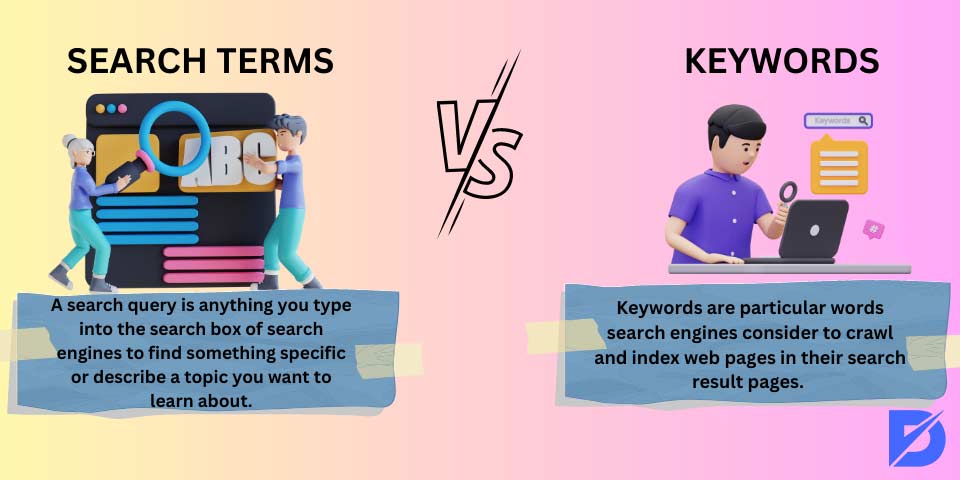 SEARCH TERMS
VS
KEYWORDS
ABC
Keywords
#
A search query is anything you type
into the search box of search
engines to find something specific
or describe a topic you want to
learn about.
Keywords are particular words
search engines consider to crawl
and index web pages in their search
result pages.